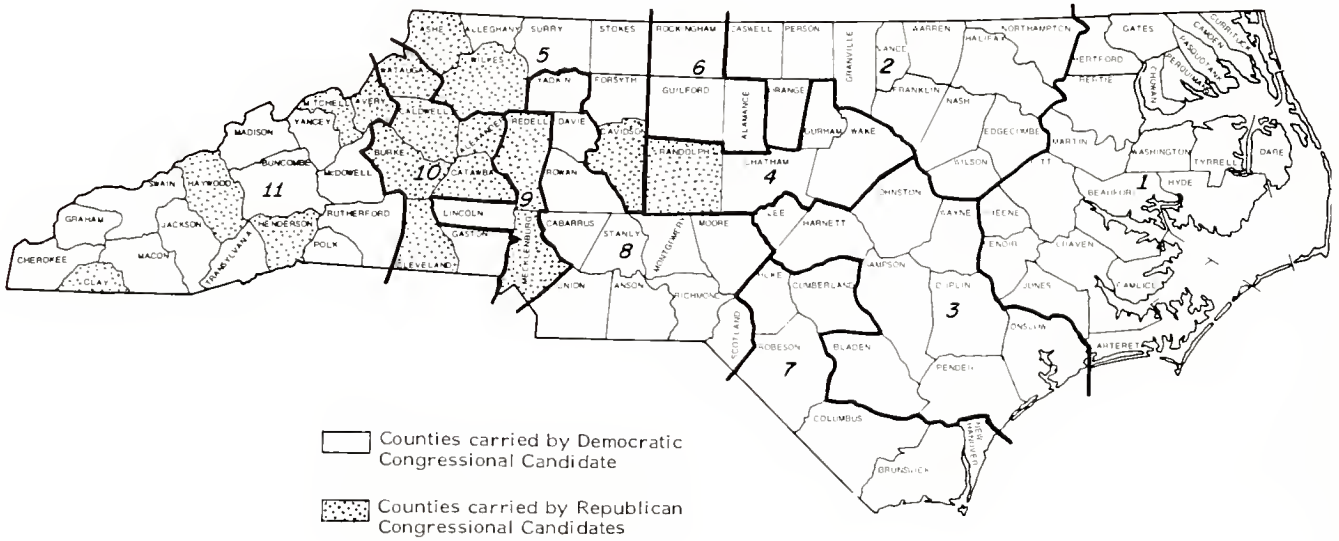 ASHE
ALLEGHANY
SURRY
STOKES
ROCKINGHAM
CASWELL
PERSON
GRANVILLE
VANCE
WARREN
HALIFAX
NORTHAMPTON
HERTFORD
GATES
CURRITUCK
CAMDEN
PASQUOTANK
PERQUIMANS
CHOWAN
BERTIE
WATAUGA
WILKES
YADKIN
FORSYTH
GUILFORD
ALAMANCE
ORANGE
DURHAM
WAKE
FRANKLIN
NASH
EDGECOMBE
MARTIN
WASHINGTON
TYRRELL
DARE
MITCHELL
AVERY
CALDWELL
ALEXANDER
IREDELL
DAVIE
DAVIDSON
RANDOLPH
CHATHAM
WILSON
PITT
BEAUFORT
HYDE
MADISON
YANCEY
BUNCOMBE
McDOWELL
BURKE
CATAWBA
ROWAN
JOHNSTON
SWAIN
HAYWOOD
RUTHERFORD
LINCOLN
CABARRUS
STANLY
MONTGOMERY
MOORE
LEE
HARNETT
WAYNE
GREENE
LENOIR
CRAVEN
PAMLICO
GRAHAM
JACKSON
HENDERSON
POLK
CLEVELAND
GASTON
MECKLENBURG
CHEROKEE
MACON
TRANSYLVANIA
CLAY
UNION
ANSON
RICHMOND
SCOTLAND
HOKE
CUMBERLAND
SAMPSON
DUPLIN
JONES
ONSLOW
CARTERET
ROBESON
BLADEN
PENDER
COLUMBUS
BRUNSWICK
NEW HANOVER
1
2
3
4
5
6
7
8
9
10
11
Counties carried by Democratic
Congressional Candidate
Counties carried by Republican
Congressional Candidates